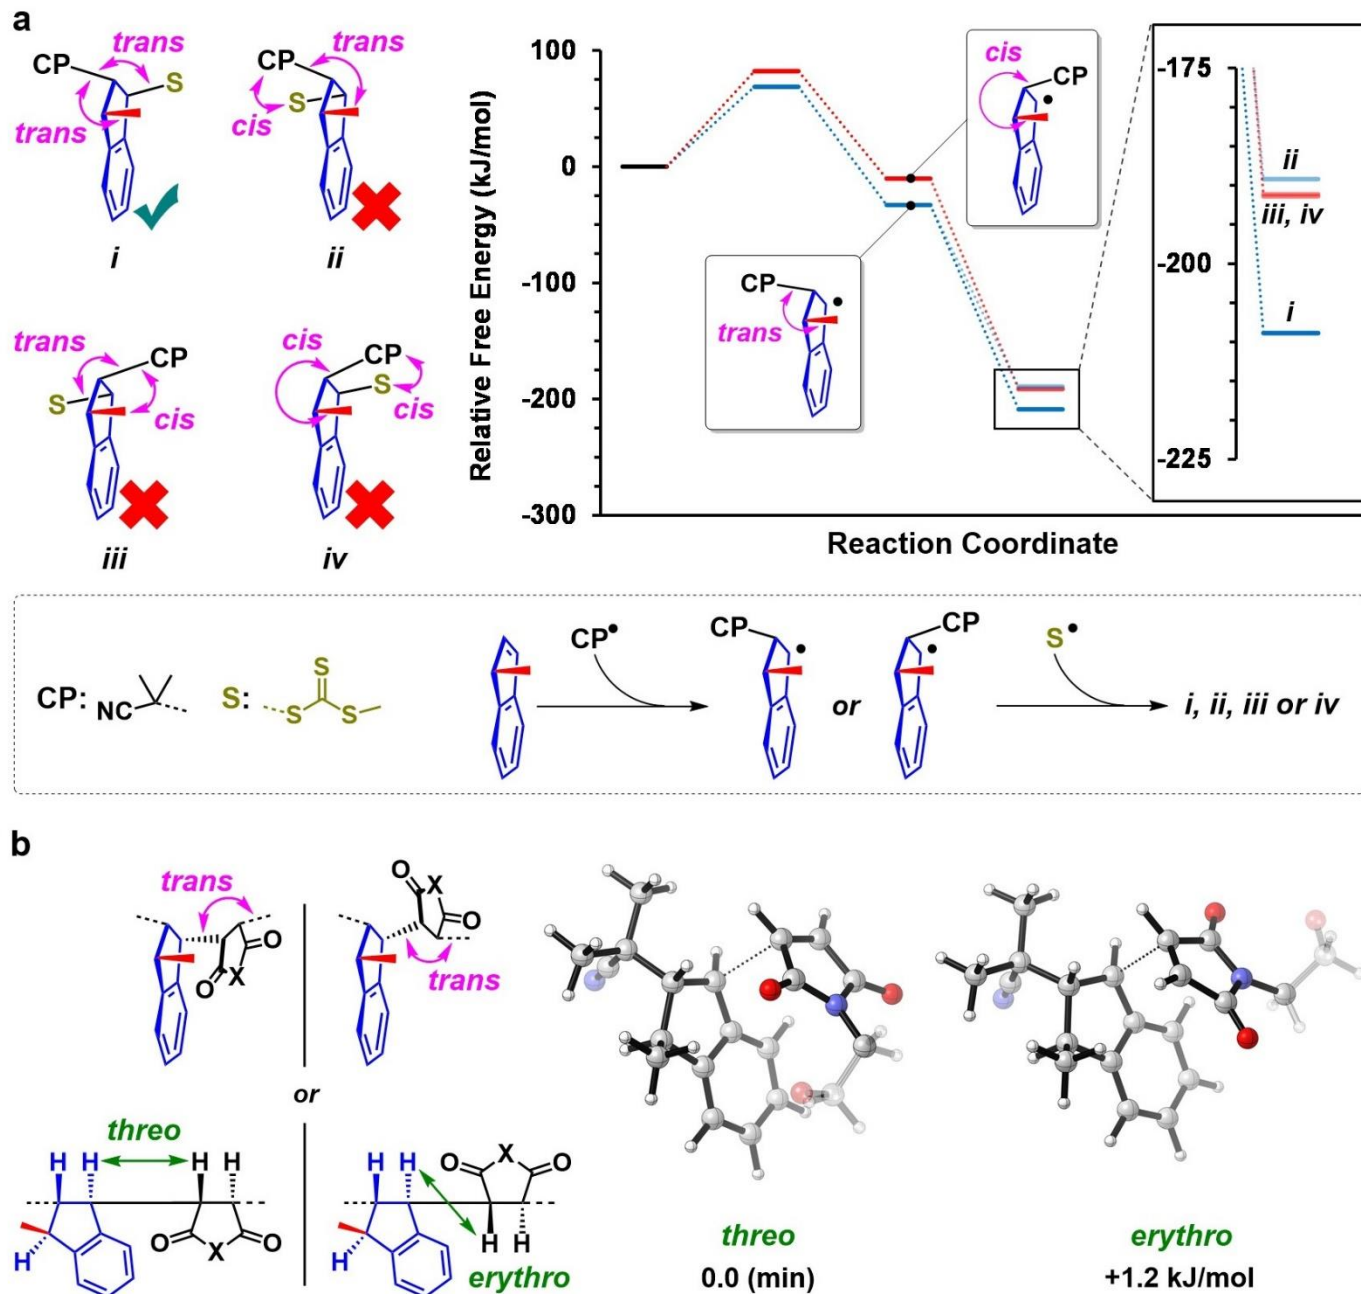 a
trans
CP
S
trans
i
trans
CP
S
cis
ii
trans
CP
S
cis
iii
cis
CP
S
cis
iv
Relative Free Energy (kJ/mol)
100
0
-100
-200
-300
Reaction Coordinate
cis
CP
CP
trans
-175
-200
-225
ii
iii, iv
i
CP:
NC
S:
S
S
S
CP•
CP
•
or
CP
•
S•
i, ii, iii or iv
b
trans
O
O
X
O
X
O
trans
or
threo
H H H H
O X O
H
H H
O X O
H H
H
erythro
threo
0.0 (min)
erythro
+1.2 kJ/mol